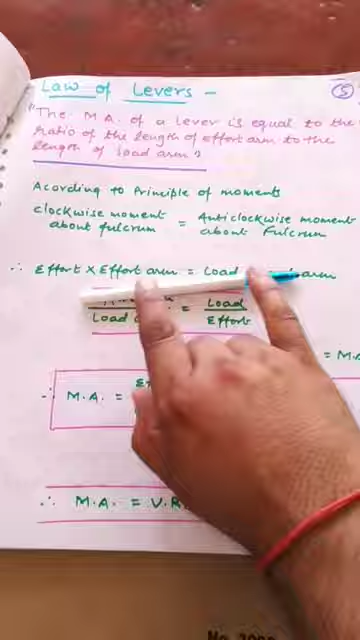 Law of Levers - 5
"The M.A. of a lever is equal to the
ratio of the length of effort arm to the
length of load arm"
Acording to Principle of moments
clockwise moment = Anticlockwise moment
about fulcrum about Fulcrum
∴ Effort X Effort arm = Load arm
Load = Load
Effort
= M.A
∴ M.A. =
∴ M.A. = V.R